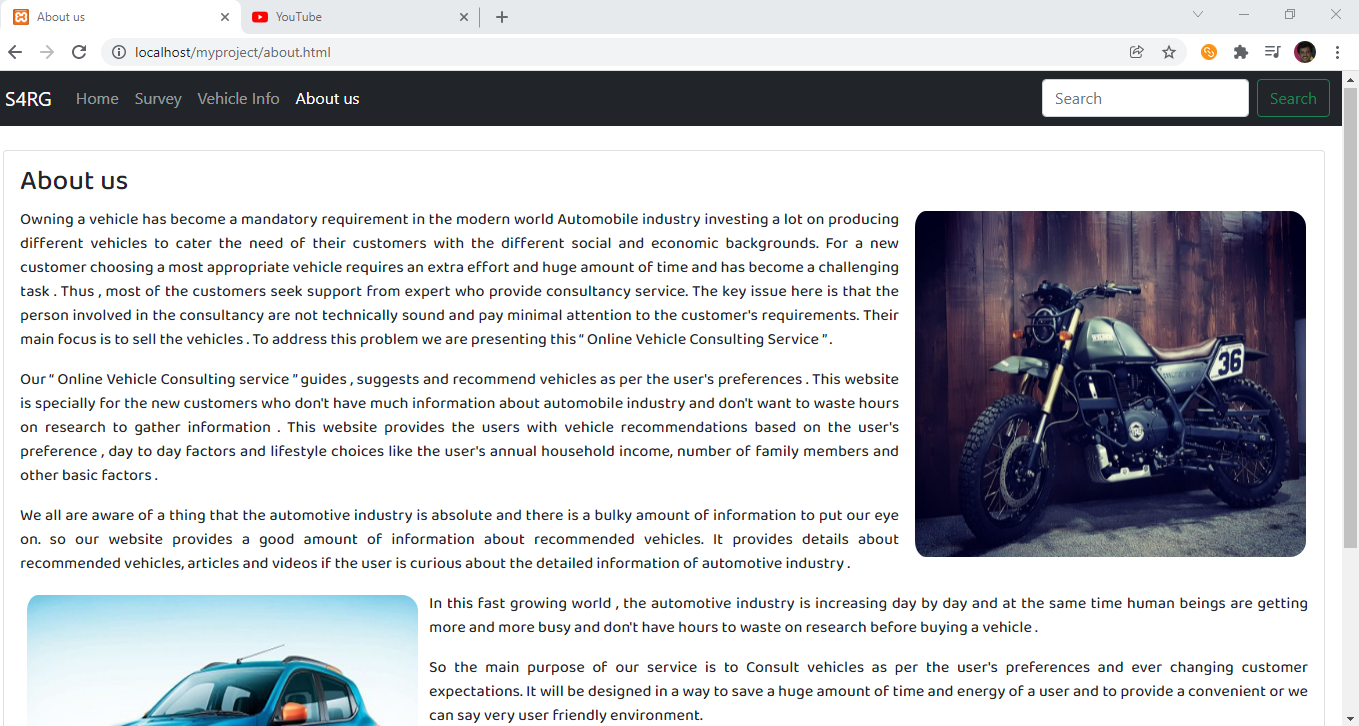 About us
YouTube
localhost/myproject/about.html
S4RG Home Survey Vehicle Info About us Search Search
About us
Owning a vehicle has become a mandatory requirement in the modern world Automobile industry investing a lot on producing
different vehicles to cater the need of their customers with the different social and economic backgrounds. For a new
customer choosing a most appropriate vehicle requires an extra effort and huge amount of time and has become a challenging
task . Thus , most of the customers seek support from expert who provide consultancy service. The key issue here is that the
person involved in the consultancy are not technically sound and pay minimal attention to the customer's requirements. Their
main focus is to sell the vehicles . To address this problem we are presenting this “ Online Vehicle Consulting Service ” .
36
Our “ Online Vehicle Consulting service ” guides , suggests and recommend vehicles as per the user's preferences . This website
is specially for the new customers who don't have much information about automobile industry and don't want to waste hours
on research to gather information . This website provides the users with vehicle recommendations based on the user's
preference , day to day factors and lifestyle choices like the user's annual household income, number of family members and
other basic factors .
We all are aware of a thing that the automotive industry is absolute and there is a bulky amount of information to put our eye
on. so our website provides a good amount of information about recommended vehicles. It provides details about
recommended vehicles, articles and videos if the user is curious about the detailed information of automotive industry .
In this fast growing world , the automotive industry is increasing day by day and at the same time human beings are getting
more and more busy and don't have hours to waste on research before buying a vehicle .
So the main purpose of our service is to Consult vehicles as per the user's preferences and ever changing customer
expectations. It will be designed in a way to save a huge amount of time and energy of a user and to provide a convenient or we
can say very user friendly environment.